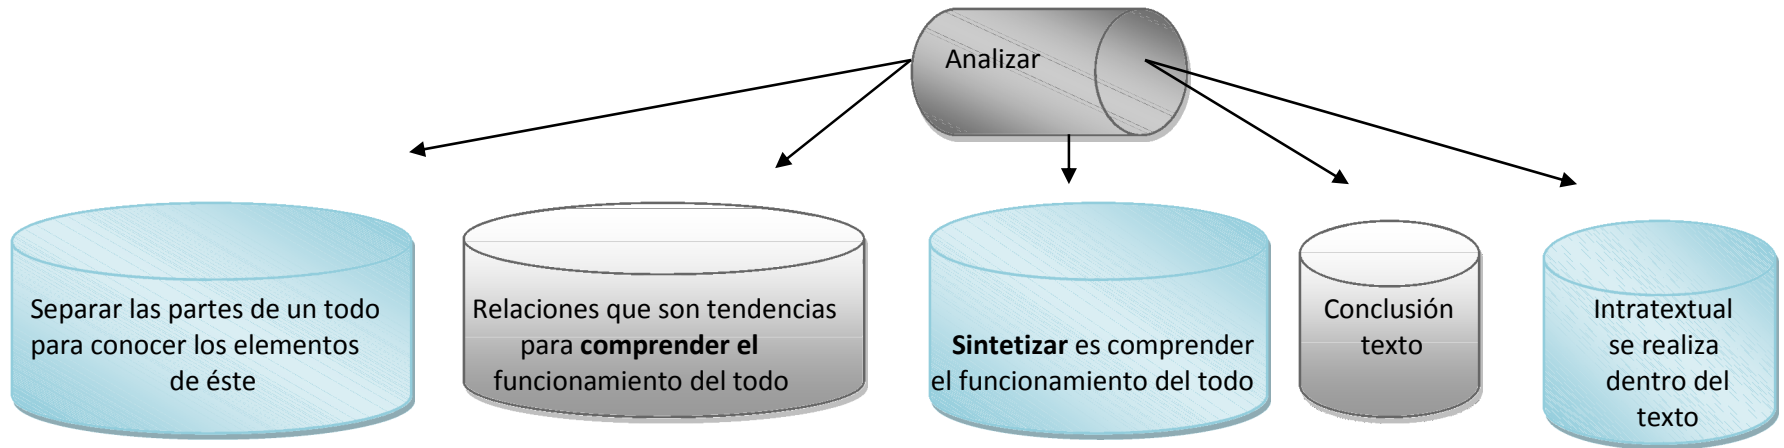 Analizar
Separar las partes de un todo
para conocer los elementos
de éste
Relaciones que son tendencias
para comprender el
funcionamiento del todo
Sintetizar es comprender
el funcionamiento del todo
Conclusión
texto
Intratextual
se realiza
dentro del
texto